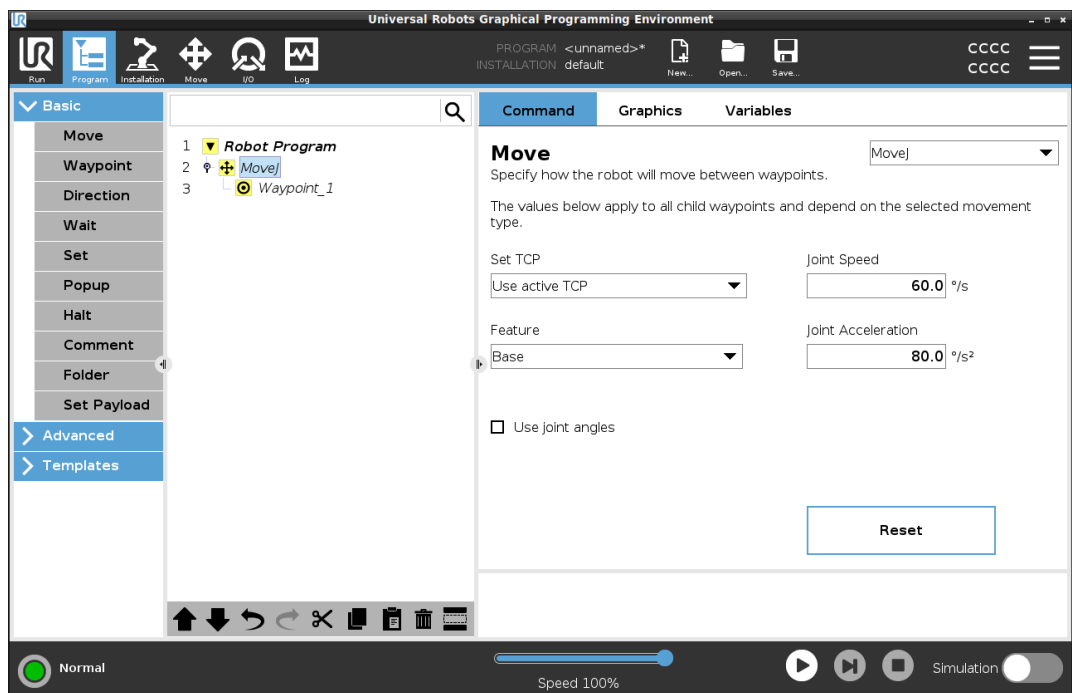 UR
Universal Robots Graphical Programming Environment
UR
Run
Program
Installation
Move
I/O
Log
PROGRAM <unnamed>*
INSTALLATION default
New...
Open...
Save...
CCCC
CCCC
Basic
Move
Waypoint
Direction
Wait
Set
Popup
Halt
Comment
Folder
Set Payload
Advanced
Templates
1 Robot Program
2 MoveJ
3 Waypoint_1
Command Graphics Variables
Move
MoveJ
Specify how the robot will move between waypoints.
The values below apply to all child waypoints and depend on the selected movement
type.
Set TCP
Joint Speed
Use active TCP
60.0 °/s
Feature
Joint Acceleration
Base
80.0 °/s²
Use joint angles
Reset
Normal
Speed 100%
Simulation